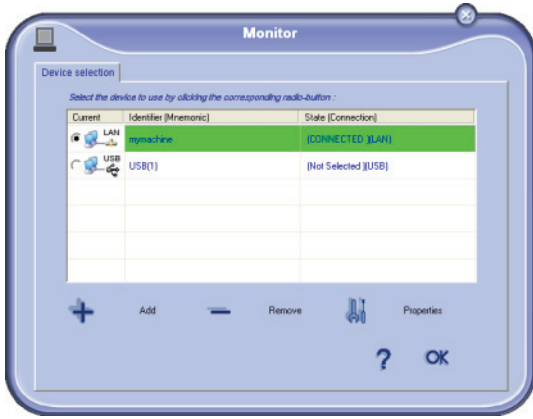 Monitor
Device selection
Select the device to use by clicking the corresponding radio-button :
Current Identifier (Mnemonic) State (Connection)
LAN mymachine (CONNECTED )(LAN)
USB USB(1) (Not Selected )(USB)
Add Remove Properties
? OK